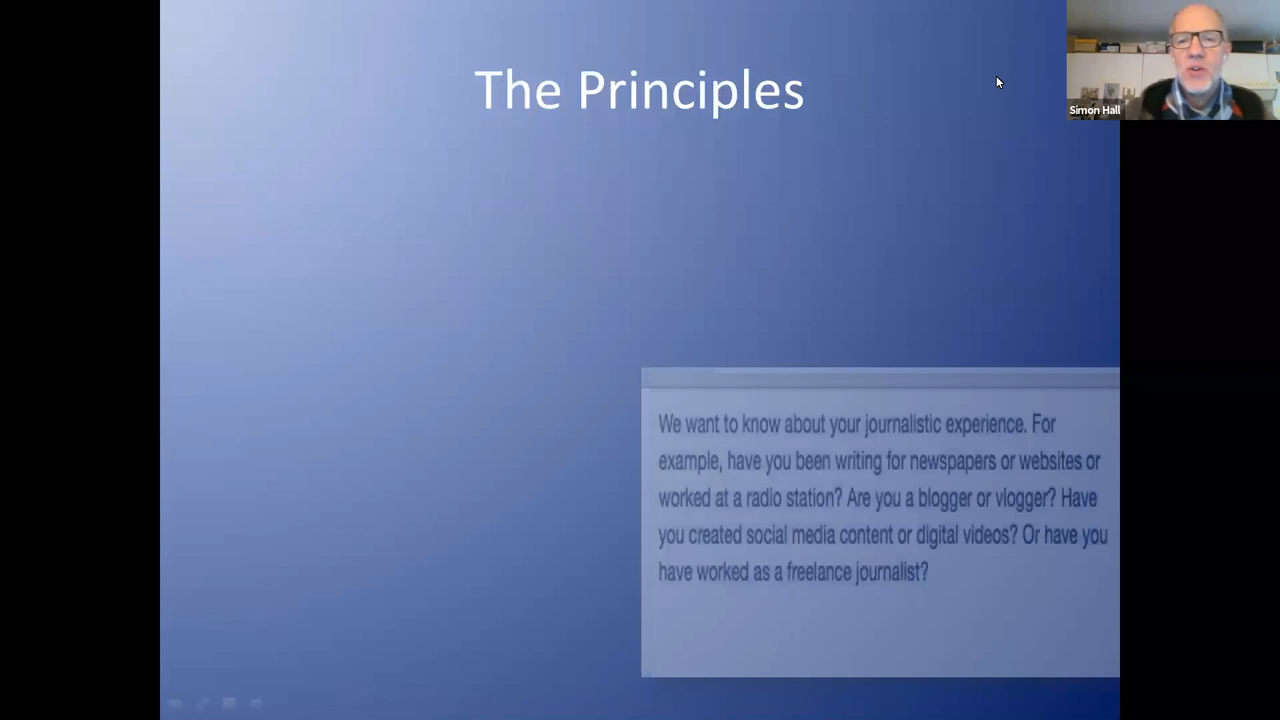 The Principles
Simon Hall
We want to know about your journalistic experience. For
example, have you been writing for newspapers or websites or
worked at a radio station? Are you a blogger or vlogger? Have
you created social media content or digital videos? Or have you
have worked as a freelance journalist?